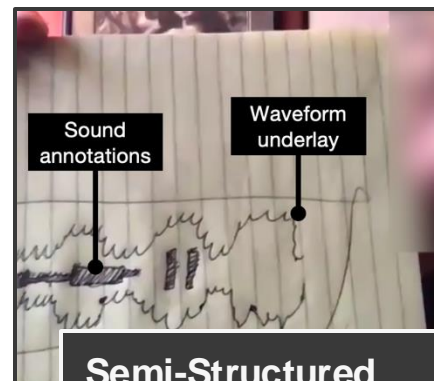 Sound
annotations
Waveform
underlay
Semi-Structured